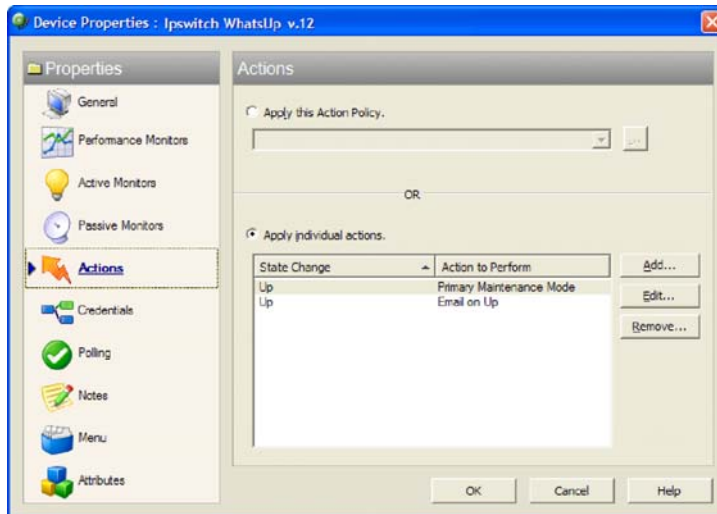 Device Properties : Ipswitch WhatsUp v.12
Properties
General
Performance Monitors
Active Monitors
Passive Monitors
Actions
Credentials
Polling
Notes
Menu
Attributes
Actions
Apply this Action Policy.
...
OR
Apply individual actions.
State Change Action to Perform
Up Primary Maintenance Mode
Up Email on Up
Add...
Edit...
Remove...
OK Cancel Help